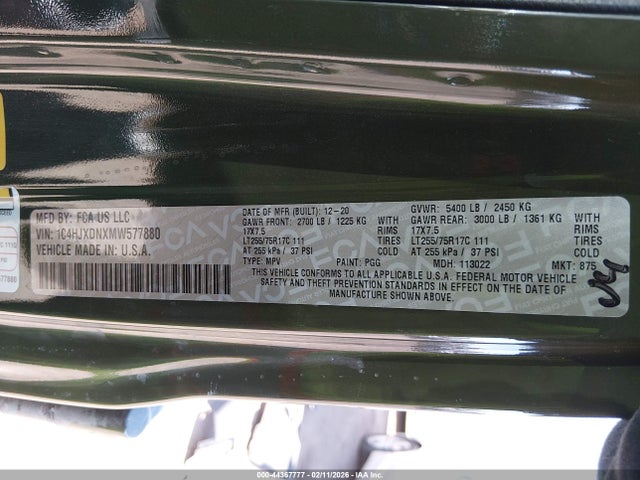 MFD BY: FCA US LLC
VIN: 1C4HJXDNXMW577880
VEHICLE MADE IN: U.S.A.
DATE OF MFR (BUILT): 12-20
GAWR FRONT: 2700 LB / 1225 KG
17X7.5 RIMS
LT255/75R17C 111 TIRES
AT 255 kPa / 37 PSI COLD
TYPE: MPV PAINT: PGG
GVWR: 5400 LB / 2450 KG
GAWR REAR: 3000 LB / 1361 KG
17X7.5 RIMS
LT255/75R17C 111 TIRES
AT 255 kPa / 37 PSI COLD
MDH: 113022 MKT: 875
THIS VEHICLE CONFORMS TO ALL APPLICABLE U.S.A. FEDERAL MOTOR VEHICLE
SAFETY AND THEFT PREVENTION STANDARDS IN EFFECT ON THE DATE OF
MANUFACTURE SHOWN ABOVE.
577880
000-44367777 - 02/11/2026 - COPYRIGHT © IAA, LLC